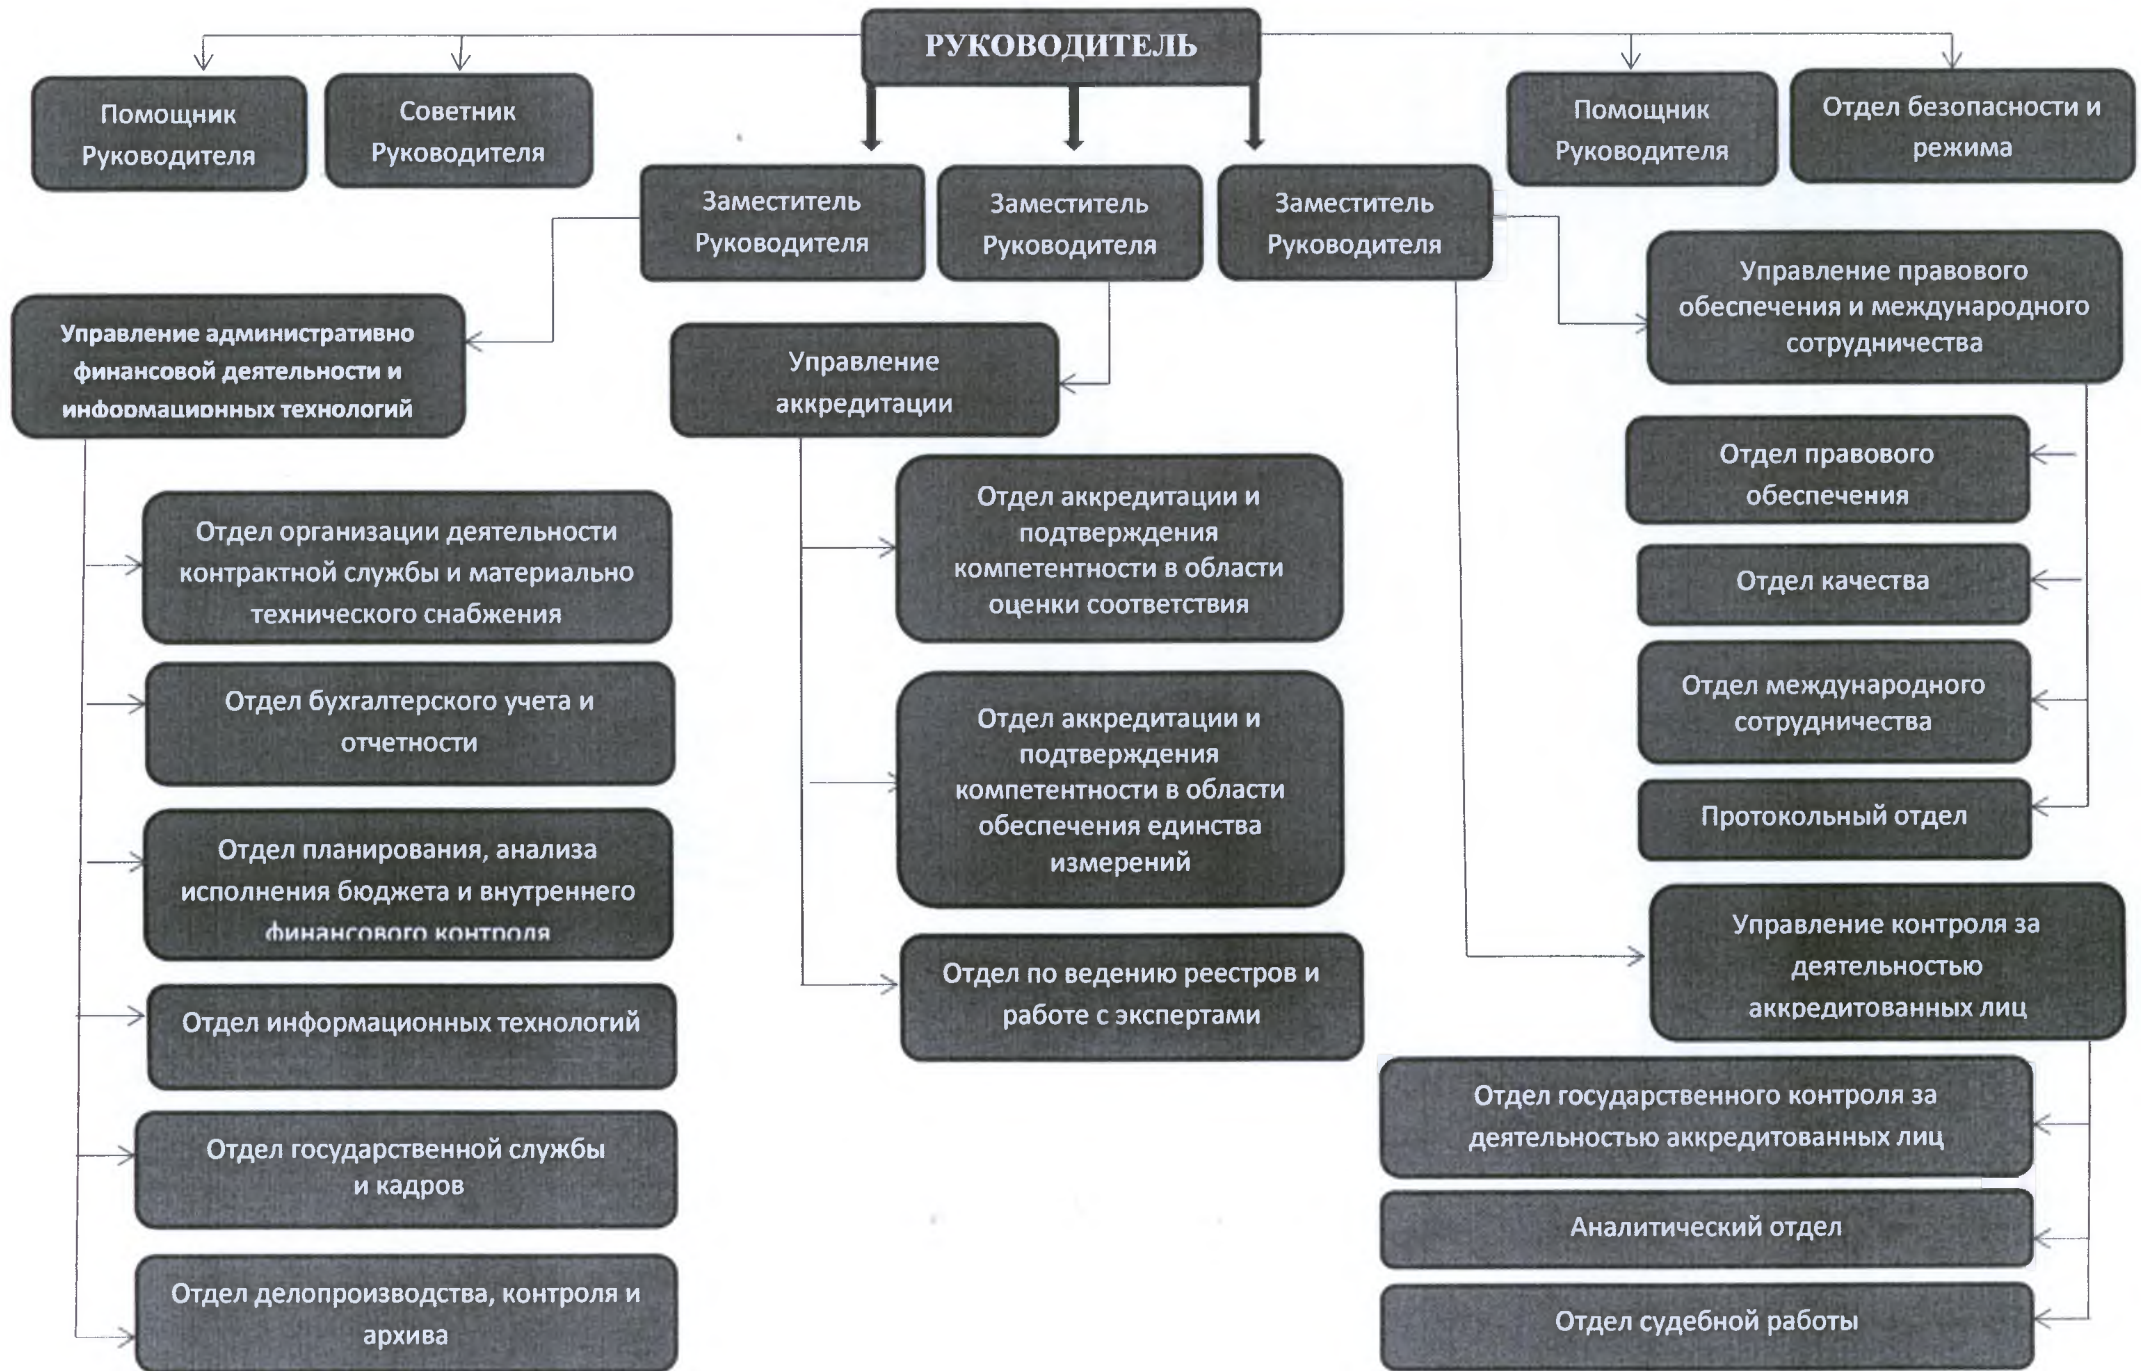 РУКОВОДИТЕЛЬ
Помощник
Руководителя
Советник
Руководителя
Помощник
Руководителя
Отдел безопасности и
режима
Заместитель
Руководителя
Заместитель
Руководителя
Заместитель
Руководителя
Управление административно
финансовой деятельности и
информационных технологий
Отдел организации деятельности
контрактной службы и материально
технического снабжения
Отдел бухгалтерского учета и
отчетности
Отдел планирования, анализа
исполнения бюджета и внутреннего
финансового контроля
Отдел информационных технологий
Отдел государственной службы
и кадров
Отдел делопроизводства, контроля и
архива
Управление
аккредитации
Отдел аккредитации и
подтверждения
компетентности в области
оценки соответствия
Отдел аккредитации и
подтверждения
компетентности в области
обеспечения единства
измерений
Отдел по ведению реестров и
работе с экспертами
Управление правового
обеспечения и международного
сотрудничества
Отдел правового
обеспечения
Отдел качества
Отдел международного
сотрудничества
Протокольный отдел
Управление контроля за
деятельностью
аккредитованных лиц
Отдел государственного контроля за
деятельностью аккредитованных лиц
Аналитический отдел
Отдел судебной работы